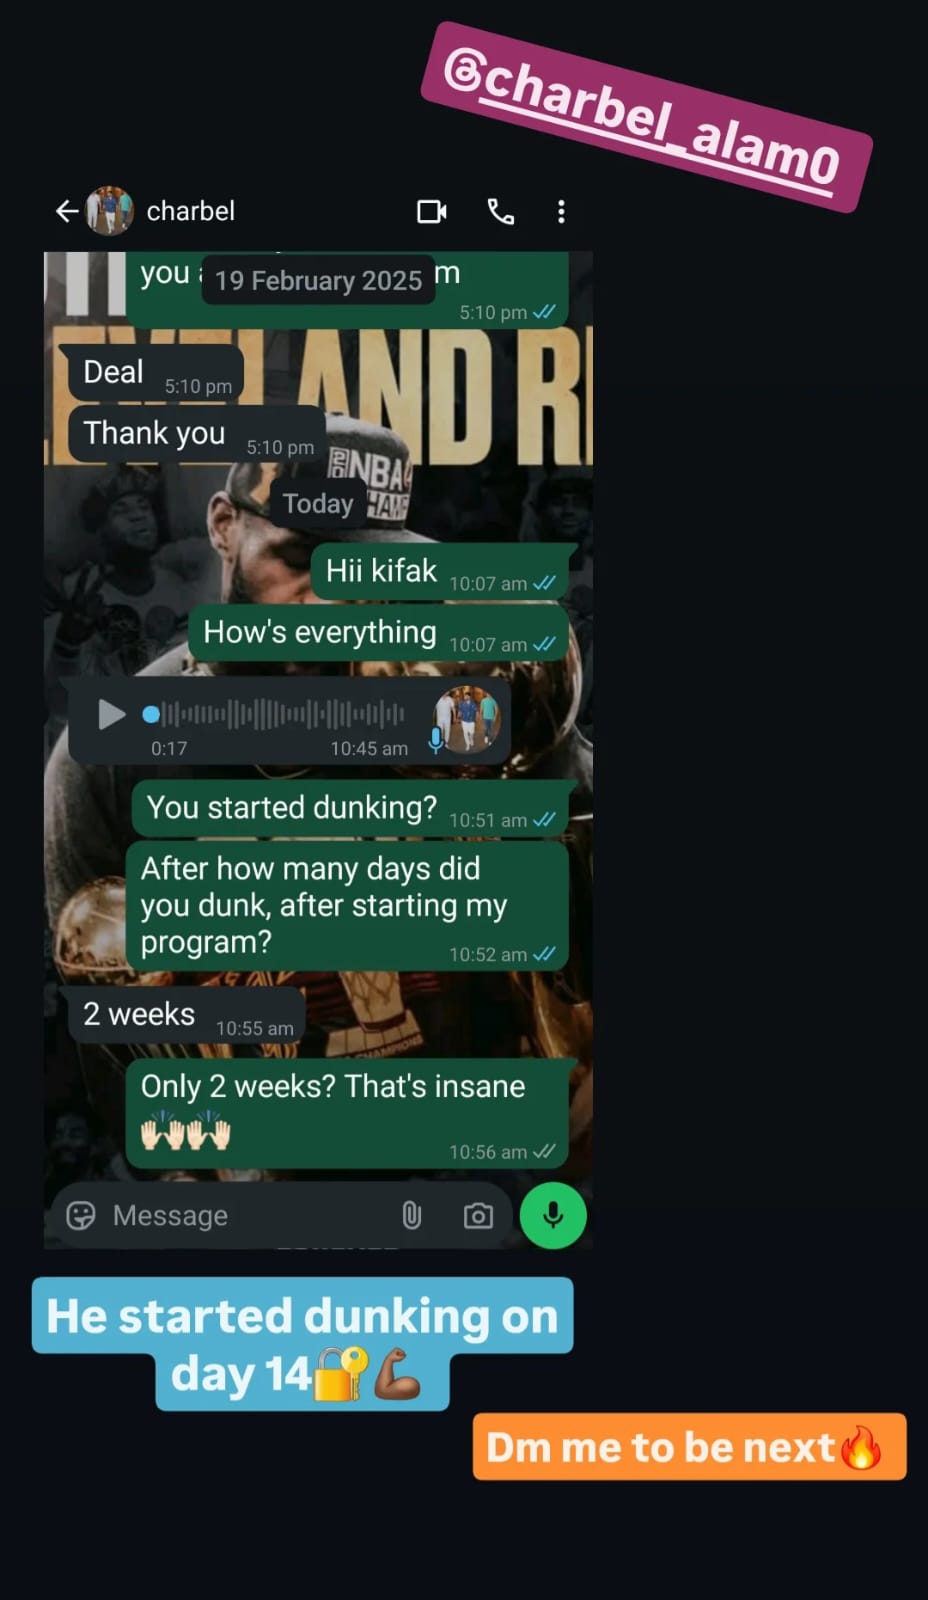 @charbel_alam0
charbel
you
m
19 February 2025
5:10 pm
Deal
5:10 pm
Thank you
5:10 pm
AND R
NBA
CHAMP
Today
Hii kifak
10:07 am
How's everything
10:07 am
0:17
10:45 am
You started dunking?
10:51 am
After how many days did
you dunk, after starting my
program?
10:52 am
2 weeks
10:55 am
CHAMPIONS
Only 2 weeks? That's insane
🙌🏻🙌🏻
10:56 am
Message
He started dunking on
day 14🔐💪🏾
Dm me to be next🔥